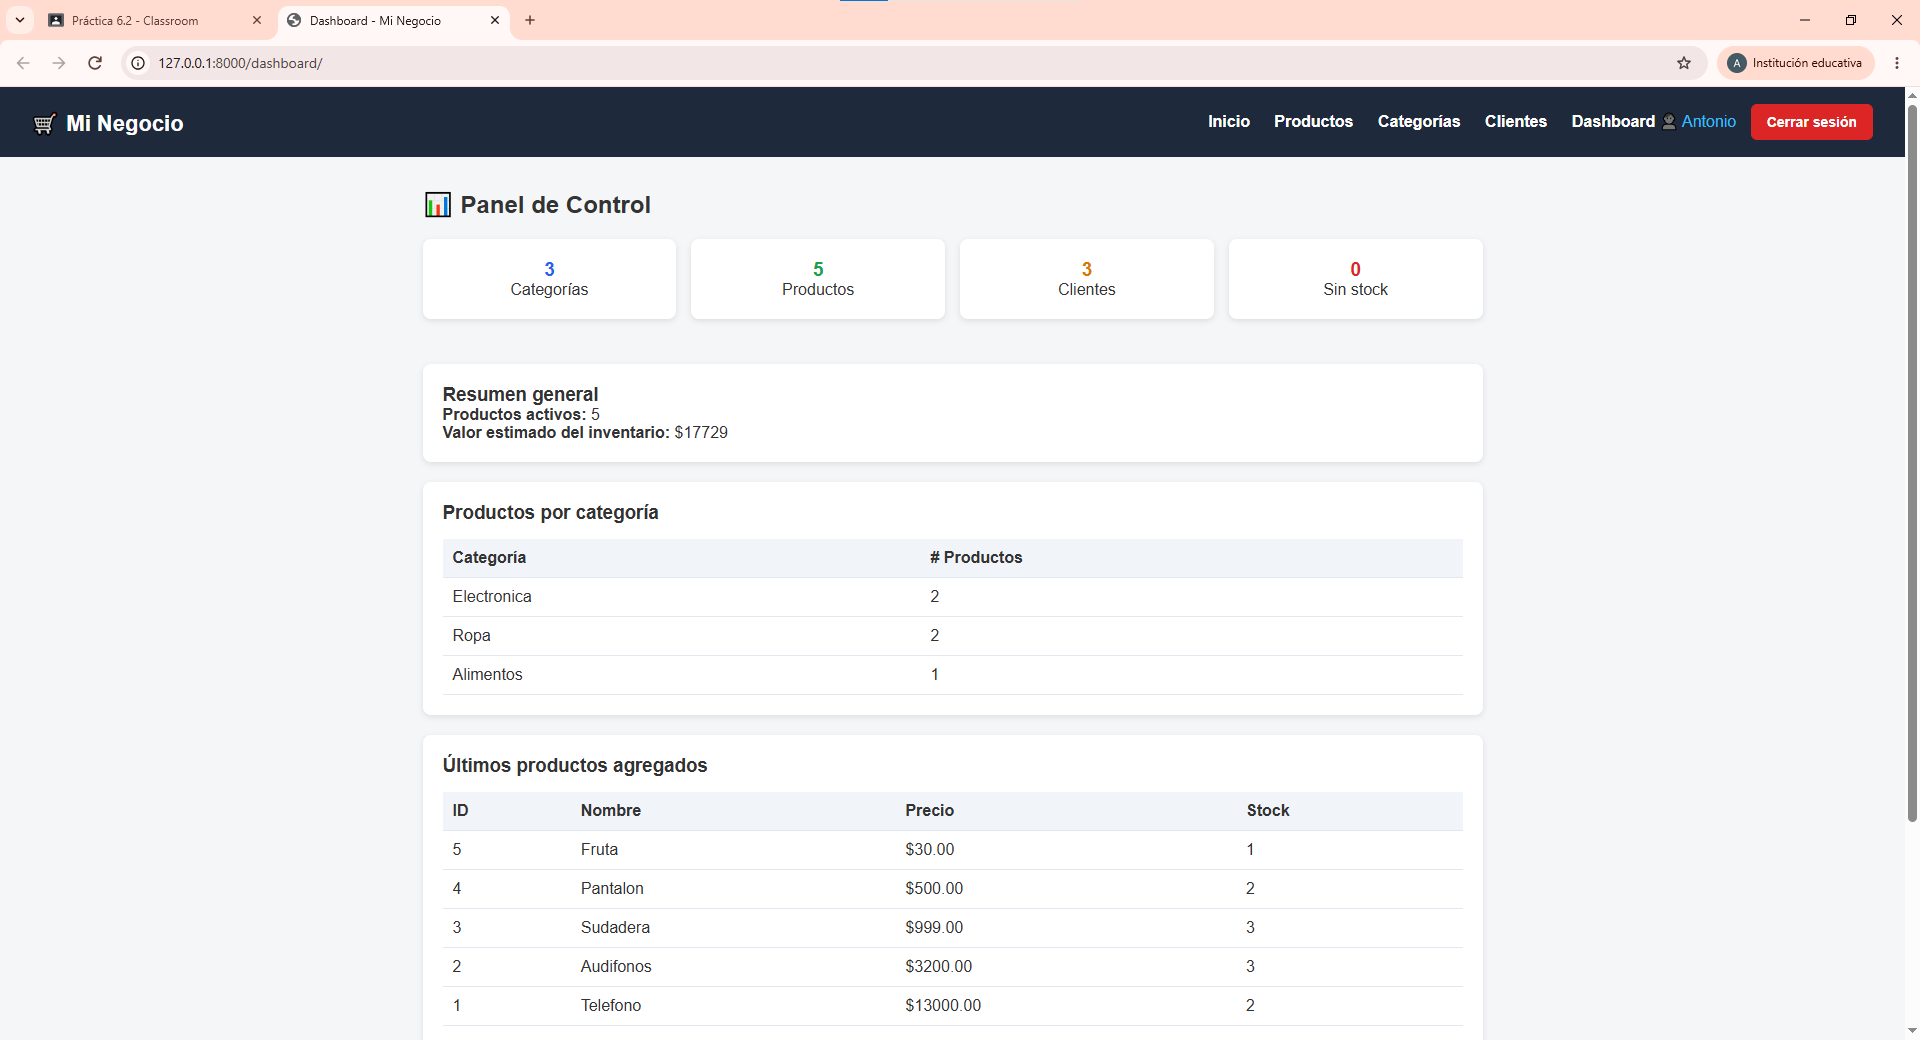 Práctica 6.2 - Classroom
Dashboard - Mi Negocio
127.0.0.1:8000/dashboard/
A Institución educativa
Mi Negocio
Inicio Productos Categorías Clientes Dashboard Antonio Cerrar sesión
Panel de Control
3
Categorías
5
Productos
3
Clientes
0
Sin stock
Resumen general
Productos activos: 5
Valor estimado del inventario: $17729
Productos por categoría
Categoría # Productos
Electronica 2
Ropa 2
Alimentos 1
Últimos productos agregados
ID Nombre Precio Stock
5 Fruta $30.00 1
4 Pantalon $500.00 2
3 Sudadera $999.00 3
2 Audifonos $3200.00 3
1 Telefono $13000.00 2